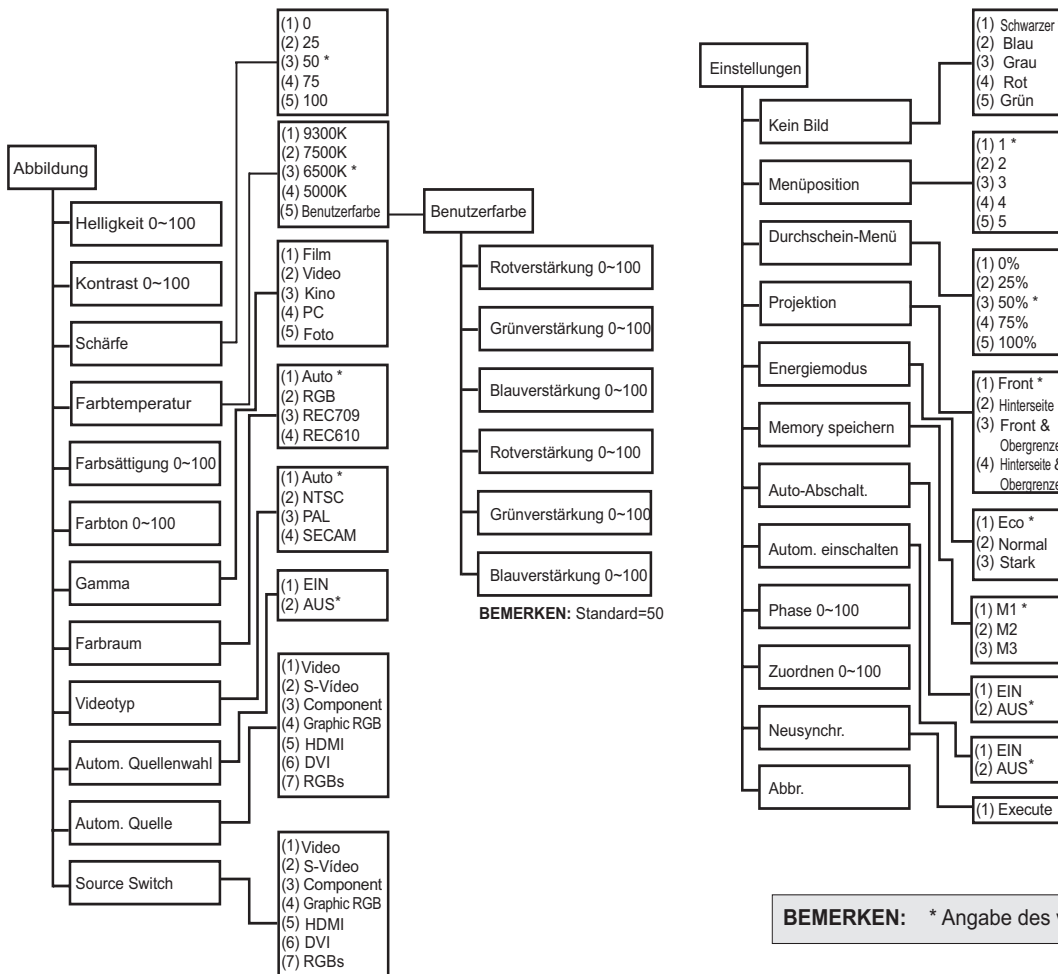 Abbildung
Helligkeit 0~100
Kontrast 0~100
Schärfe
Farbtemperatur
Farbsättigung 0~100
Farbton 0~100
Gamma
Farbraum
Videotyp
Autom. Quellenwahl
Autom. Quelle
Source Switch
(1) 0
(2) 25
(3) 50 *
(4) 75
(5) 100
(1) 9300K
(2) 7500K
(3) 6500K *
(4) 5000K
(5) Benutzerfarbe
(1) Film
(2) Video
(3) Kino
(4) PC
(5) Foto
(1) Auto *
(2) RGB
(3) REC709
(4) REC610
(1) Auto *
(2) NTSC
(3) PAL
(4) SECAM
(1) EIN
(2) AUS*
(1) Video
(2) S-Vídeo
(3) Component
(4) Graphic RGB
(5) HDMI
(6) DVI
(7) RGBs
(1) Video
(2) S-Vídeo
(3) Component
(4) Graphic RGB
(5) HDMI
(6) DVI
(7) RGBs
Benutzerfarbe
Rotverstärkung 0~100
Grünverstärkung 0~100
Blauverstärkung 0~100
Rotverstärkung 0~100
Grünverstärkung 0~100
Blauverstärkung 0~100
BEMERKEN: Standard=50
Einstellungen
Kein Bild
Menüposition
Durchschein-Menü
Projektion
Energiemodus
Memory speichern
Auto-Abschalt.
Autom. einschalten
Phase 0~100
Zuordnen 0~100
Neusynchr.
Abbr.
(1) Schwarzer
(2) Blau
(3) Grau
(4) Rot
(5) Grün
(1) 1 *
(2) 2
(3) 3
(4) 4
(5) 5
(1) 0%
(2) 25%
(3) 50% *
(4) 75%
(5) 100%
(1) Front *
(2) Hinterseite
(3) Front &
Obergrenze
(4) Hinterseite &
Obergrenze
(1) Eco *
(2) Normal
(3) Stark
(1) M1 *
(2) M2
(3) M3
(1) EIN
(2) AUS*
(1) EIN
(2) AUS*
(1) Execute
BEMERKEN: * Angabe des